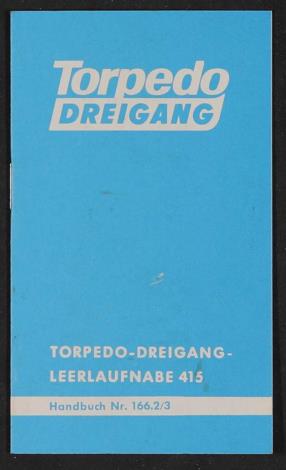 Torpedo
DREIGANG
TORPEDO-DREIGANG-
LEERLAUFNABE 415
Handbuch Nr. 166.2/3